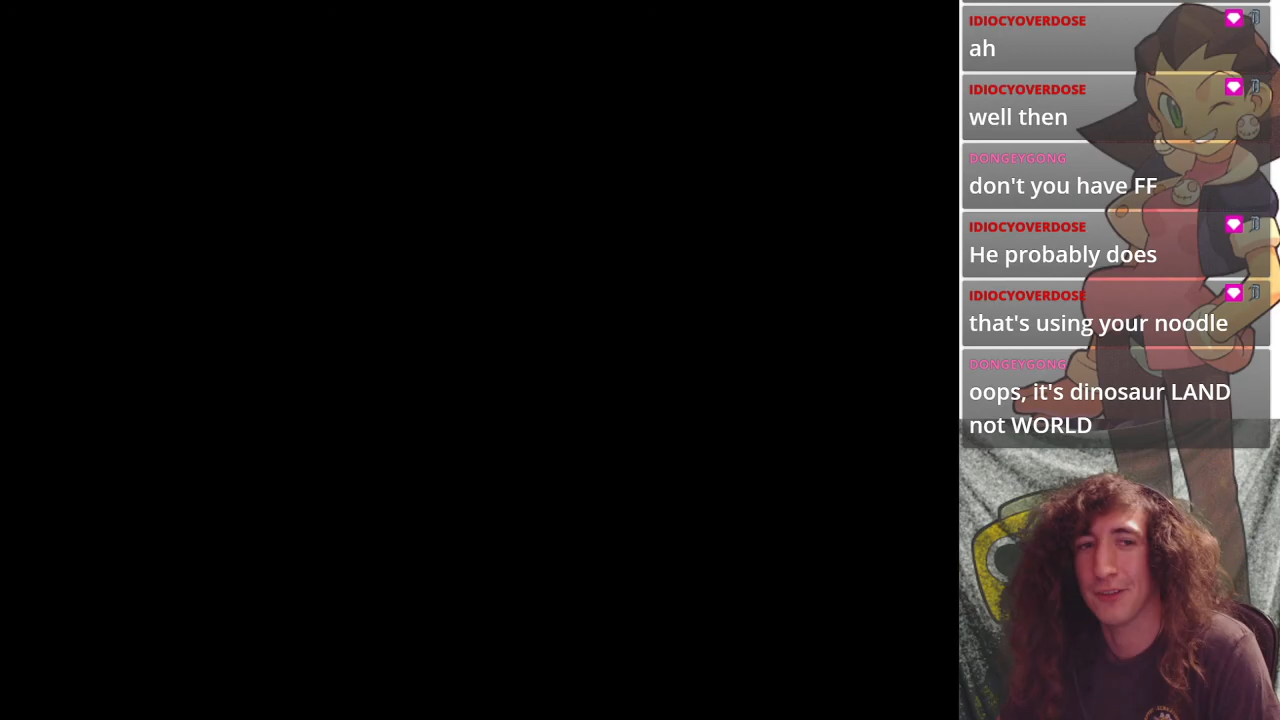 IDIOCYOVERDOSE
ah
IDIOCYOVERDOSE
well then
DONGEYGONG
don't you have FF
IDIOCYOVERDOSE
He probably does
IDIOCYOVERDOSE
that's using your noodle
DONGEYGONG
oops, it's dinosaur LAND
not WORLD